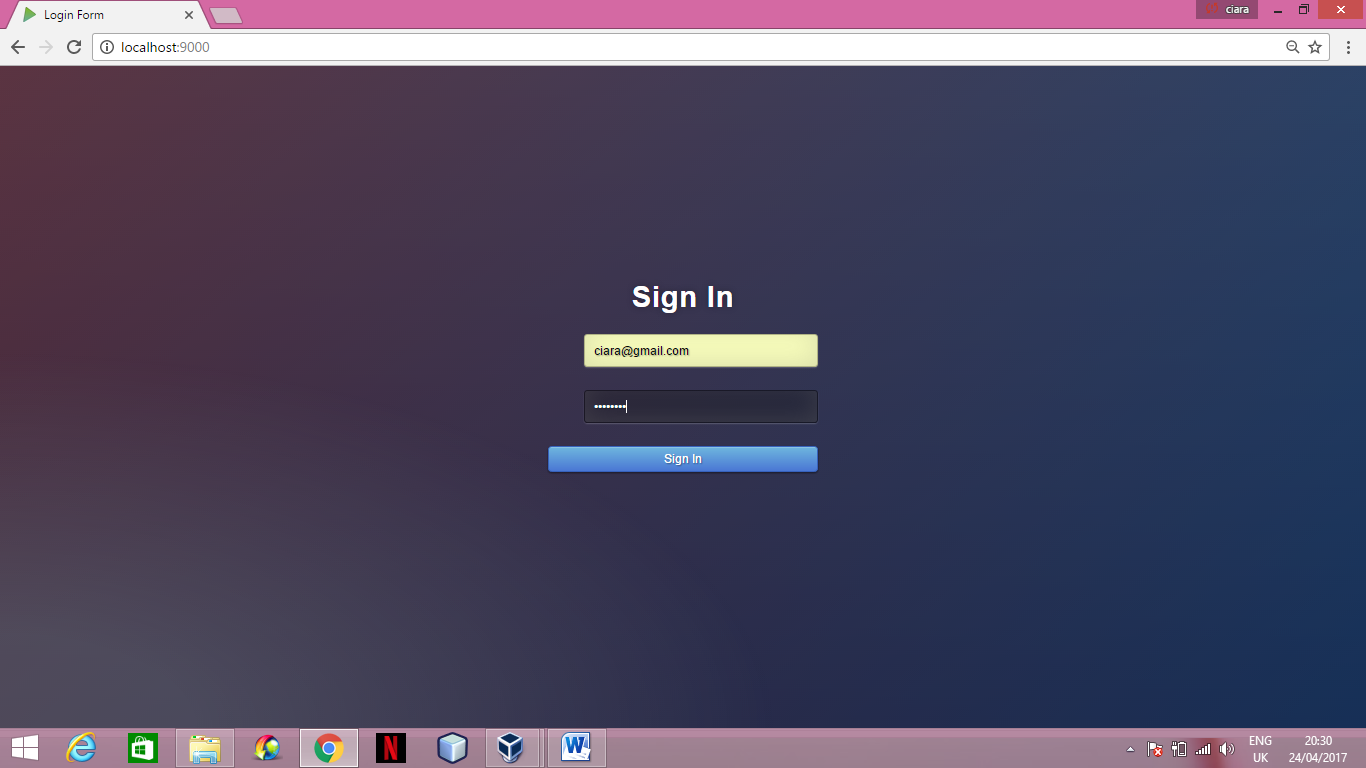 Login Form
ciara
localhost:9000
Sign In
ciara@gmail.com
••••••••
Sign In
ENG
UK
20:30
24/04/2017